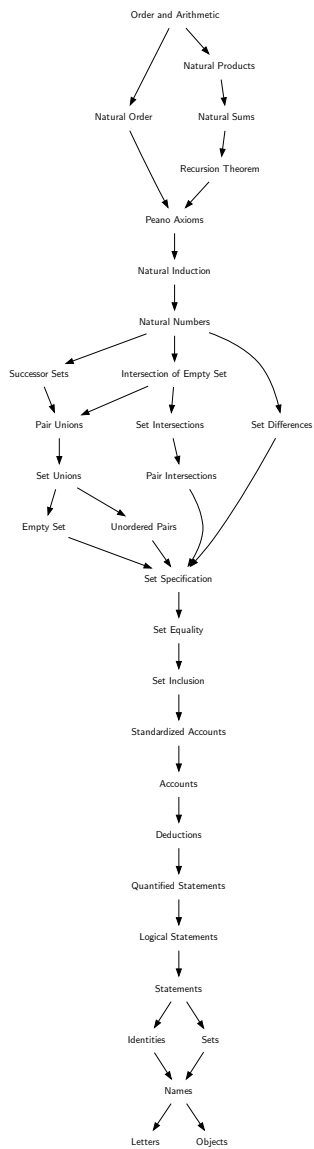 Order and Arithmetic
Natural Products
Natural Order
Natural Sums
Recursion Theorem
Peano Axioms
Natural Induction
Natural Numbers
Successor Sets
Intersection of Empty Set
Pair Unions
Set Intersections
Set Differences
Set Unions
Pair Intersections
Empty Set
Unordered Pairs
Set Specification
Set Equality
Set Inclusion
Standardized Accounts
Accounts
Deductions
Quantified Statements
Logical Statements
Statements
Identities
Sets
Names
Letters
Objects